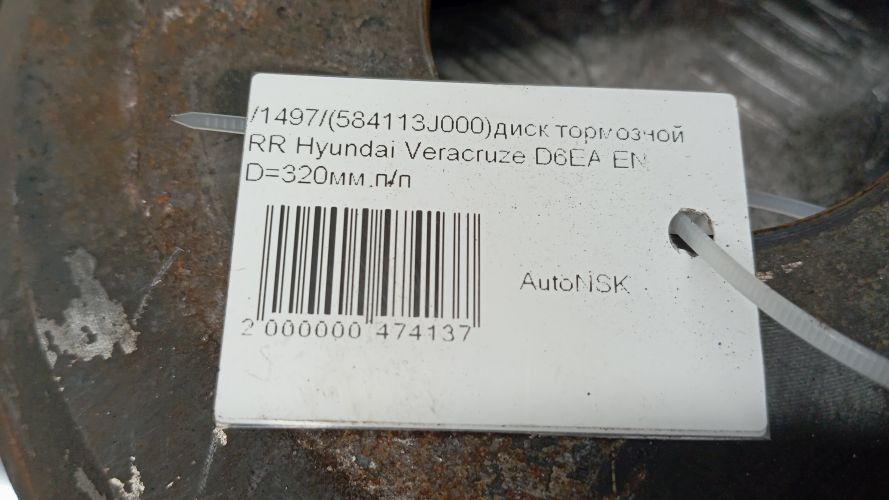 /1497/(584113J000)диск тормозной
RR Hyundai Veracruze D6EA EN
D=320мм.п/п
AutoNSK
2 000000 474137